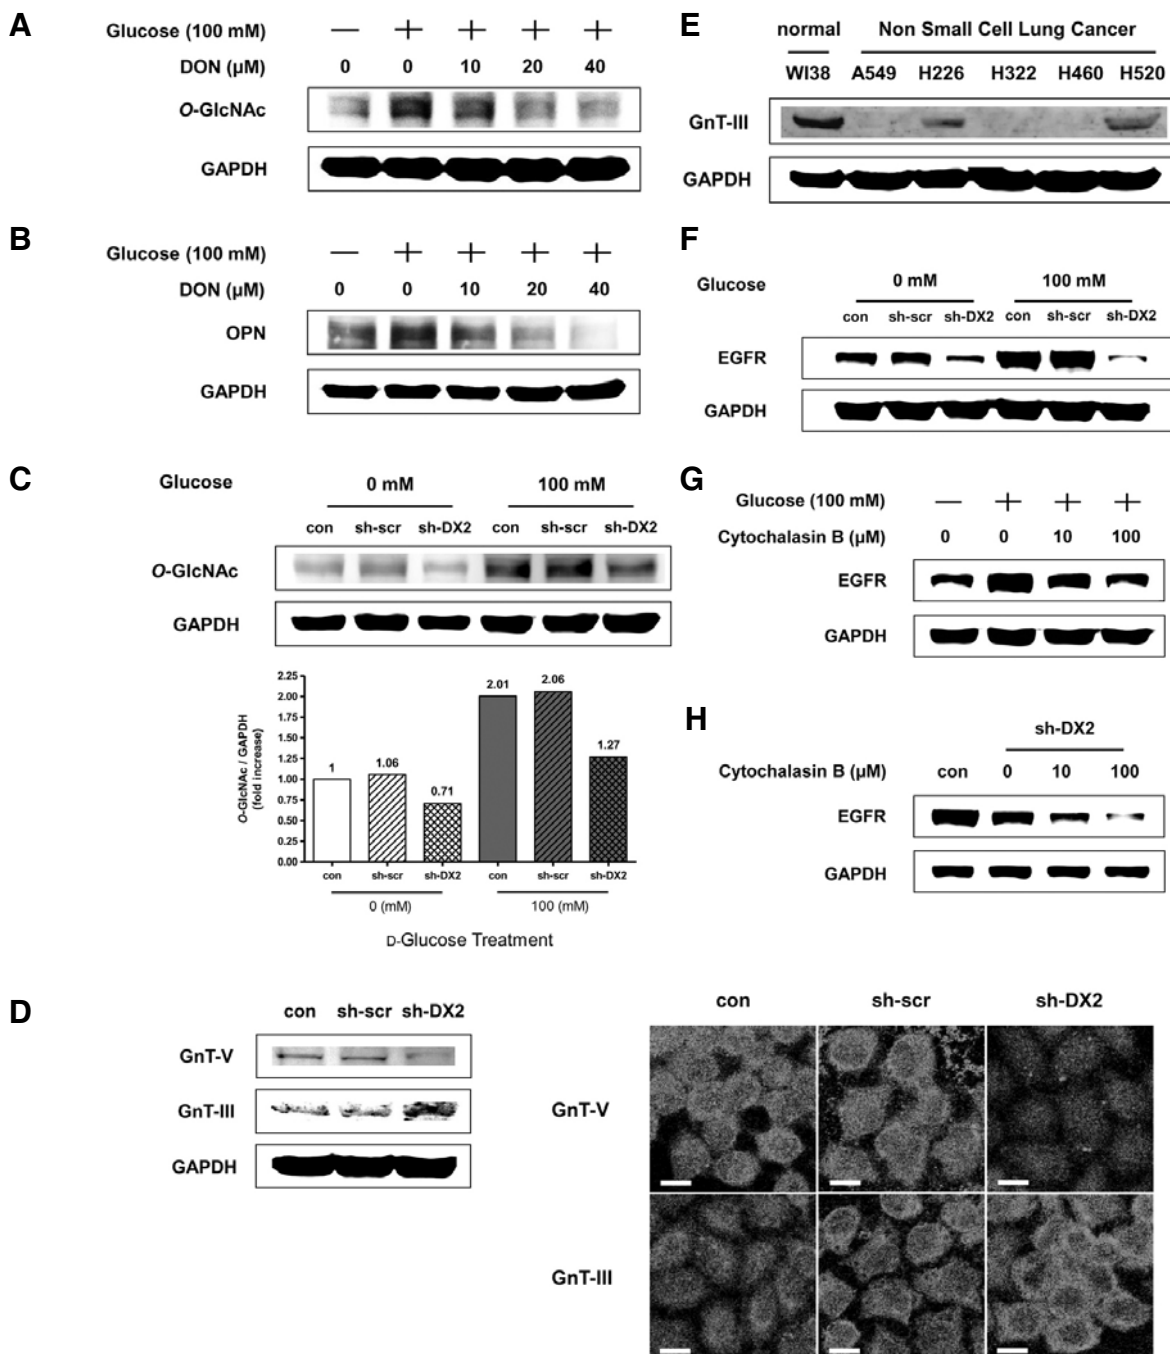 A
Glucose (100 mM) — + + + +
DON (µM) 0 0 10 20 40
O-GlcNAc
GAPDH
B
Glucose (100 mM) — + + + +
DON (µM) 0 0 10 20 40
OPN
GAPDH
C
Glucose 0 mM 100 mM
con sh-scr sh-DX2 con sh-scr sh-DX2
O-GlcNAc
GAPDH
O-GlcNAc / GAPDH
(fold increase)
2.25
2.00
1.75
1.50
1.25
1.00
0.75
0.50
0.25
0.00
1 1.06 0.71 2.01 2.06 1.27
con sh-scr sh-DX2 con sh-scr sh-DX2
0 (mM) 100 (mM)
D-Glucose Treatment
D
con sh-scr sh-DX2
GnT-V
GnT-III
GAPDH
con sh-scr sh-DX2
GnT-V
GnT-III
E
normal Non Small Cell Lung Cancer
WI38 A549 H226 H322 H460 H520
GnT-III
GAPDH
F
Glucose 0 mM 100 mM
con sh-scr sh-DX2 con sh-scr sh-DX2
EGFR
GAPDH
G
Glucose (100 mM) — + + +
Cytochalasin B (µM) 0 0 10 100
EGFR
GAPDH
H
sh-DX2
Cytochalasin B (µM) con 0 10 100
EGFR
GAPDH